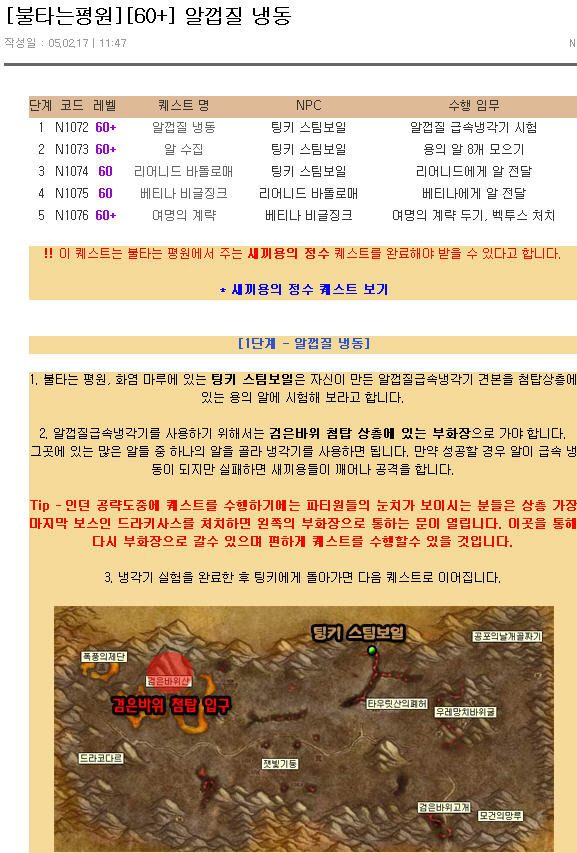 [불타는평원][60+] 알껍질 냉동
작성일 : 05.02.17 | 11:47
N
단계 코드 레벨 퀘스트 명 NPC 수행 임무
1 N1072 60+ 알껍질 냉동 팅키 스팀보일 알껍질 급속냉각기 시험
2 N1073 60+ 알 수집 팅키 스팀보일 용의 알 8개 모으기
3 N1074 60 리어니드 바돌로매 팅키 스팀보일 리어니드에게 알 전달
4 N1075 60 베티나 비글징크 리어니드 바돌로매 베티나에게 알 전달
5 N1076 60+ 여명의 계략 베티나 비글징크 여명의 계략 두기, 벡투스 처치
!! 이 퀘스트는 불타는 평원에서 주는 새끼용의 정수 퀘스트를 완료해야 받을 수 있다고 합니다.
* 새끼용의 정수 퀘스트 보기
[1단계 - 알껍질 냉동]
1. 불타는 평원, 화염 마루에 있는 팅키 스팀보일은 자신이 만든 알껍질급속냉각기 견본을 첨탑상층에
있는 용의 알에 시험해 보라고 합니다.
2. 알껍질급속냉각기를 사용하기 위해서는 검은바위 첨탑 상층에 있는 부화장으로 가야 합니다.
그곳에 있는 많은 알들 중 하나의 알을 골라 냉각기를 사용하면 됩니다. 만약 성공할 경우 알이 급속 냉
동이 되지만 실패하면 새끼용들이 깨어나 공격을 합니다.
Tip - 인던 공략도중에 퀘스트를 수행하기에는 파티원들의 눈치가 보이시는 분들은 상층 가장
마지막 보스인 드라키사스를 처치하면 왼쪽의 부화장으로 통하는 문이 열립니다. 이곳을 통해
다시 부화장으로 갈수 있으며 편하게 퀘스트를 수행할수 있을 것입니다.
3. 냉각기 실험을 완료한 후 팅키에게 돌아가면 다음 퀘스트로 이어집니다.
팅키 스팀보일
공포의날개골짜기
폭풍의제단
검은바위산
검은바위 첨탑 입구
타우릿산의폐허
우레망치바위굴
드라코다르
잿빛기둥
검은바위고개
모건의망루